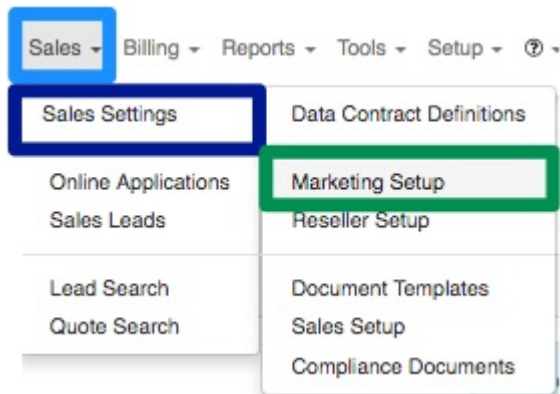 Sales Billing Reports Tools Setup ?
Sales Settings
Online Applications
Sales Leads
Lead Search
Quote Search
Data Contract Definitions
Marketing Setup
Reseller Setup
Document Templates
Sales Setup
Compliance Documents